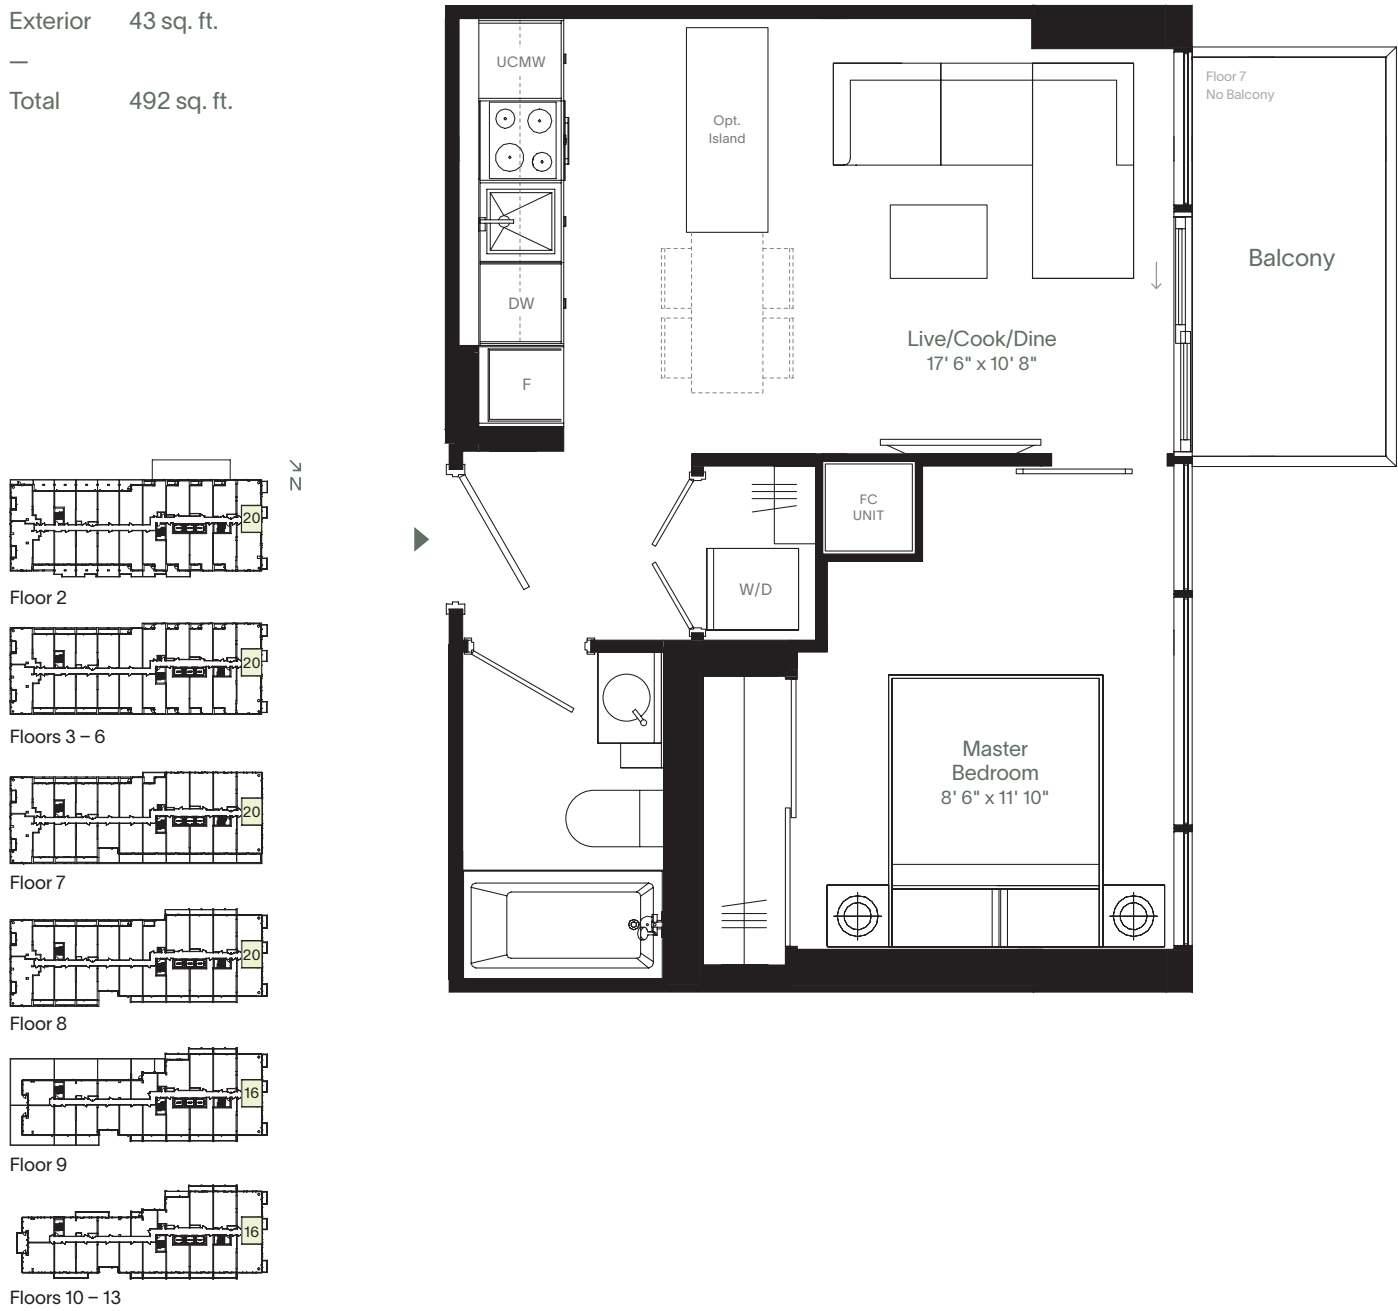 Exterior 43 sq. ft.
—
Total 492 sq. ft.
UCMW
Opt.
Island
Floor 7
No Balcony
Balcony
DW
Live/Cook/Dine
17' 6" x 10' 8"
F
FC
UNIT
W/D
Master
Bedroom
8' 6" x 11' 10"
N
20
Floor 2
20
Floors 3 – 6
20
Floor 7
20
Floor 8
16
Floor 9
16
Floors 10 – 13